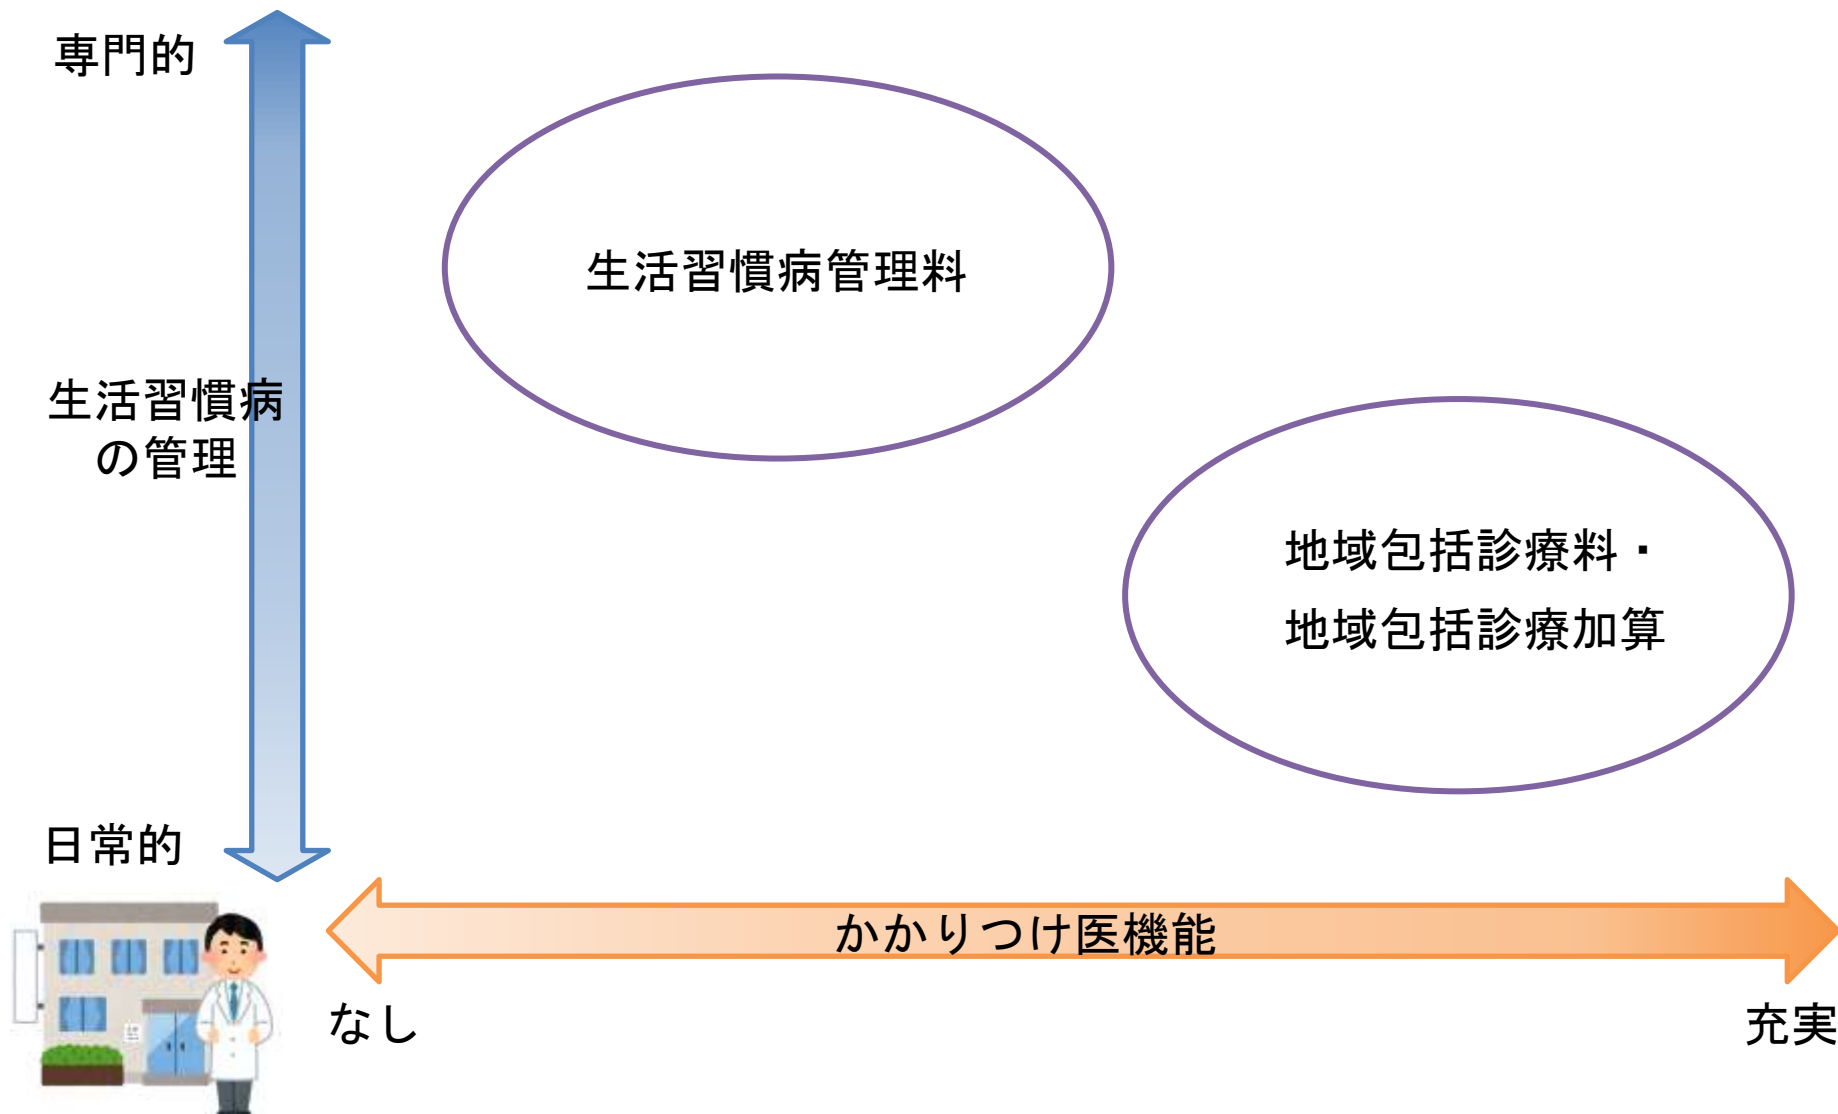 専門的
生活習慣病管理料
生活習慣病
の管理
地域包括診療料・
地域包括診療加算
日常的
かかりつけ医機能
なし
充実